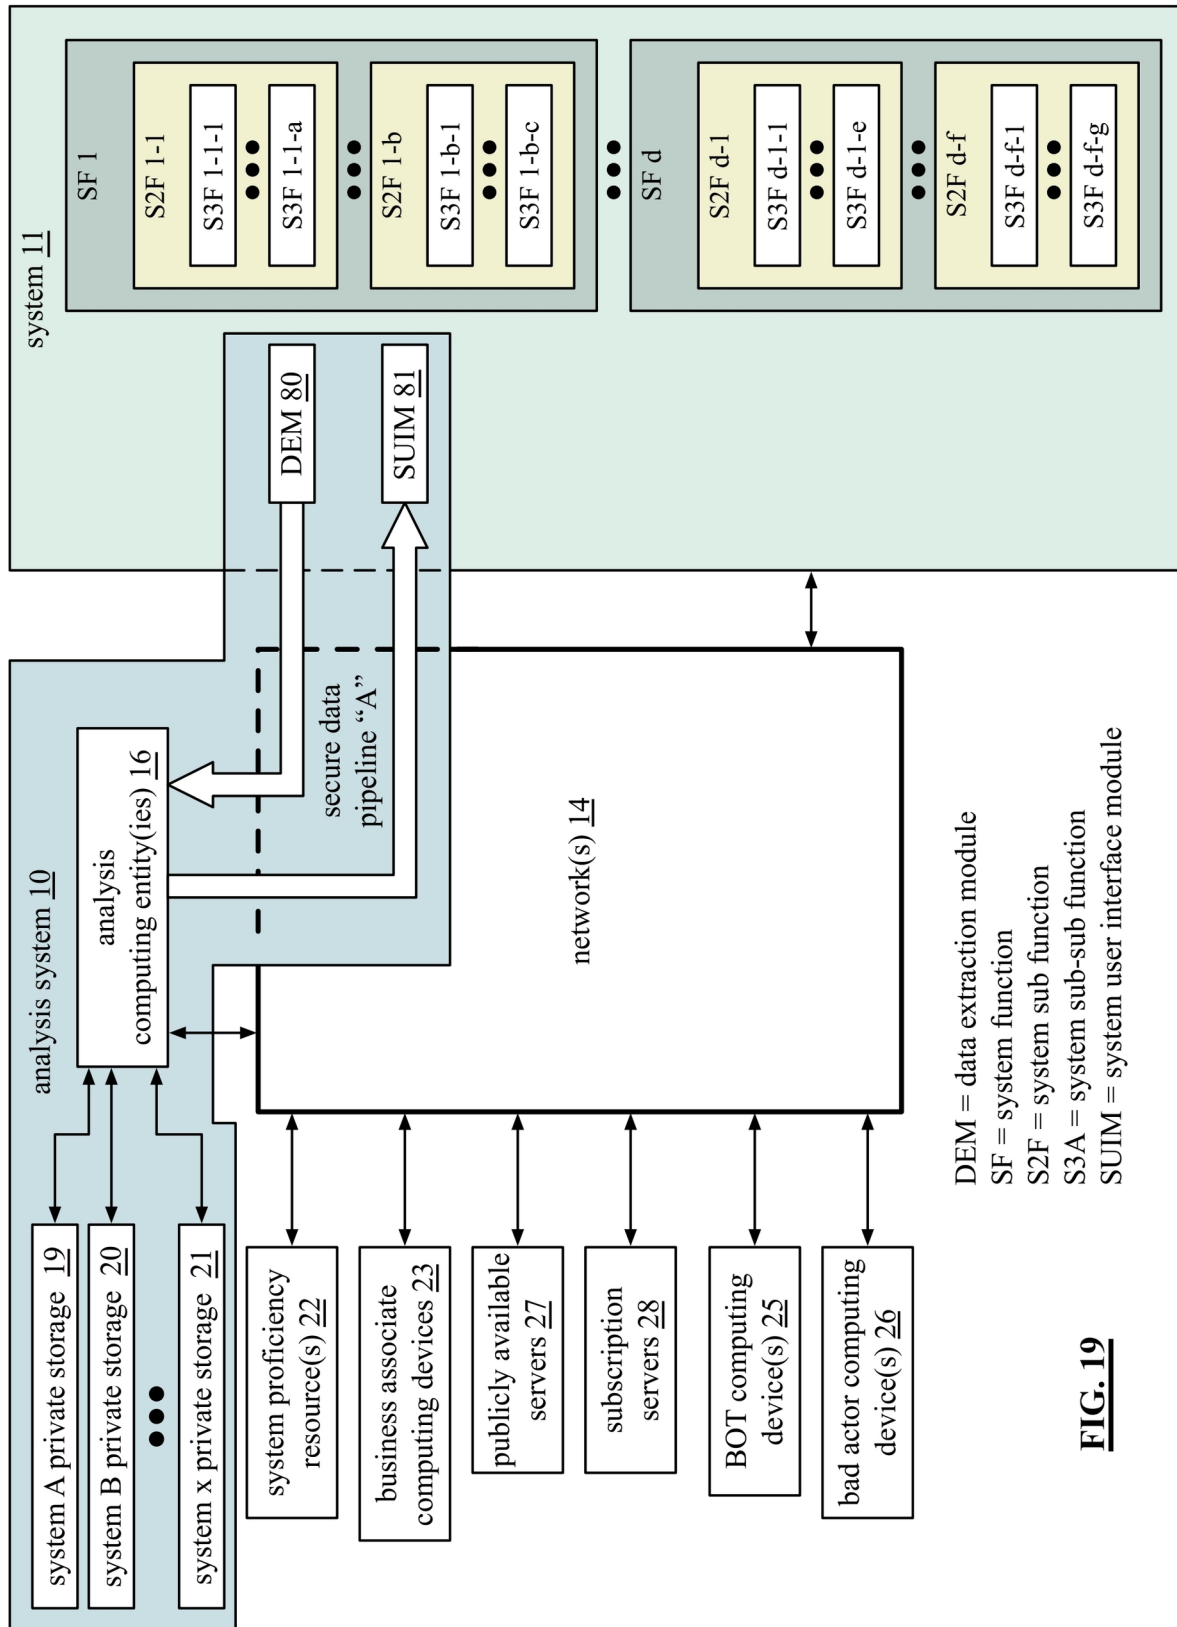 analysis system 10
system A private storage 19
system B private storage 20
system x private storage 21
analysis
computing entity(ies) 16
secure data
pipeline “A”
DEM 80
SUIM 81
system 11
SF 1
S2F 1-1
S3F 1-1-1
S3F 1-1-a
S2F 1-b
S3F 1-b-1
S3F 1-b-c
SF d
S2F d-1
S3F d-1-1
S3F d-1-e
S2F d-f
S3F d-f-1
S3F d-f-g
network(s) 14
system proficiency
resource(s) 22
business associate
computing devices 23
publicly available
servers 27
subscription
servers 28
BOT computing
device(s) 25
bad actor computing
device(s) 26
DEM = data extraction module
SF = system function
S2F = system sub function
S3A = system sub-sub function
SUIM = system user interface module
FIG. 19